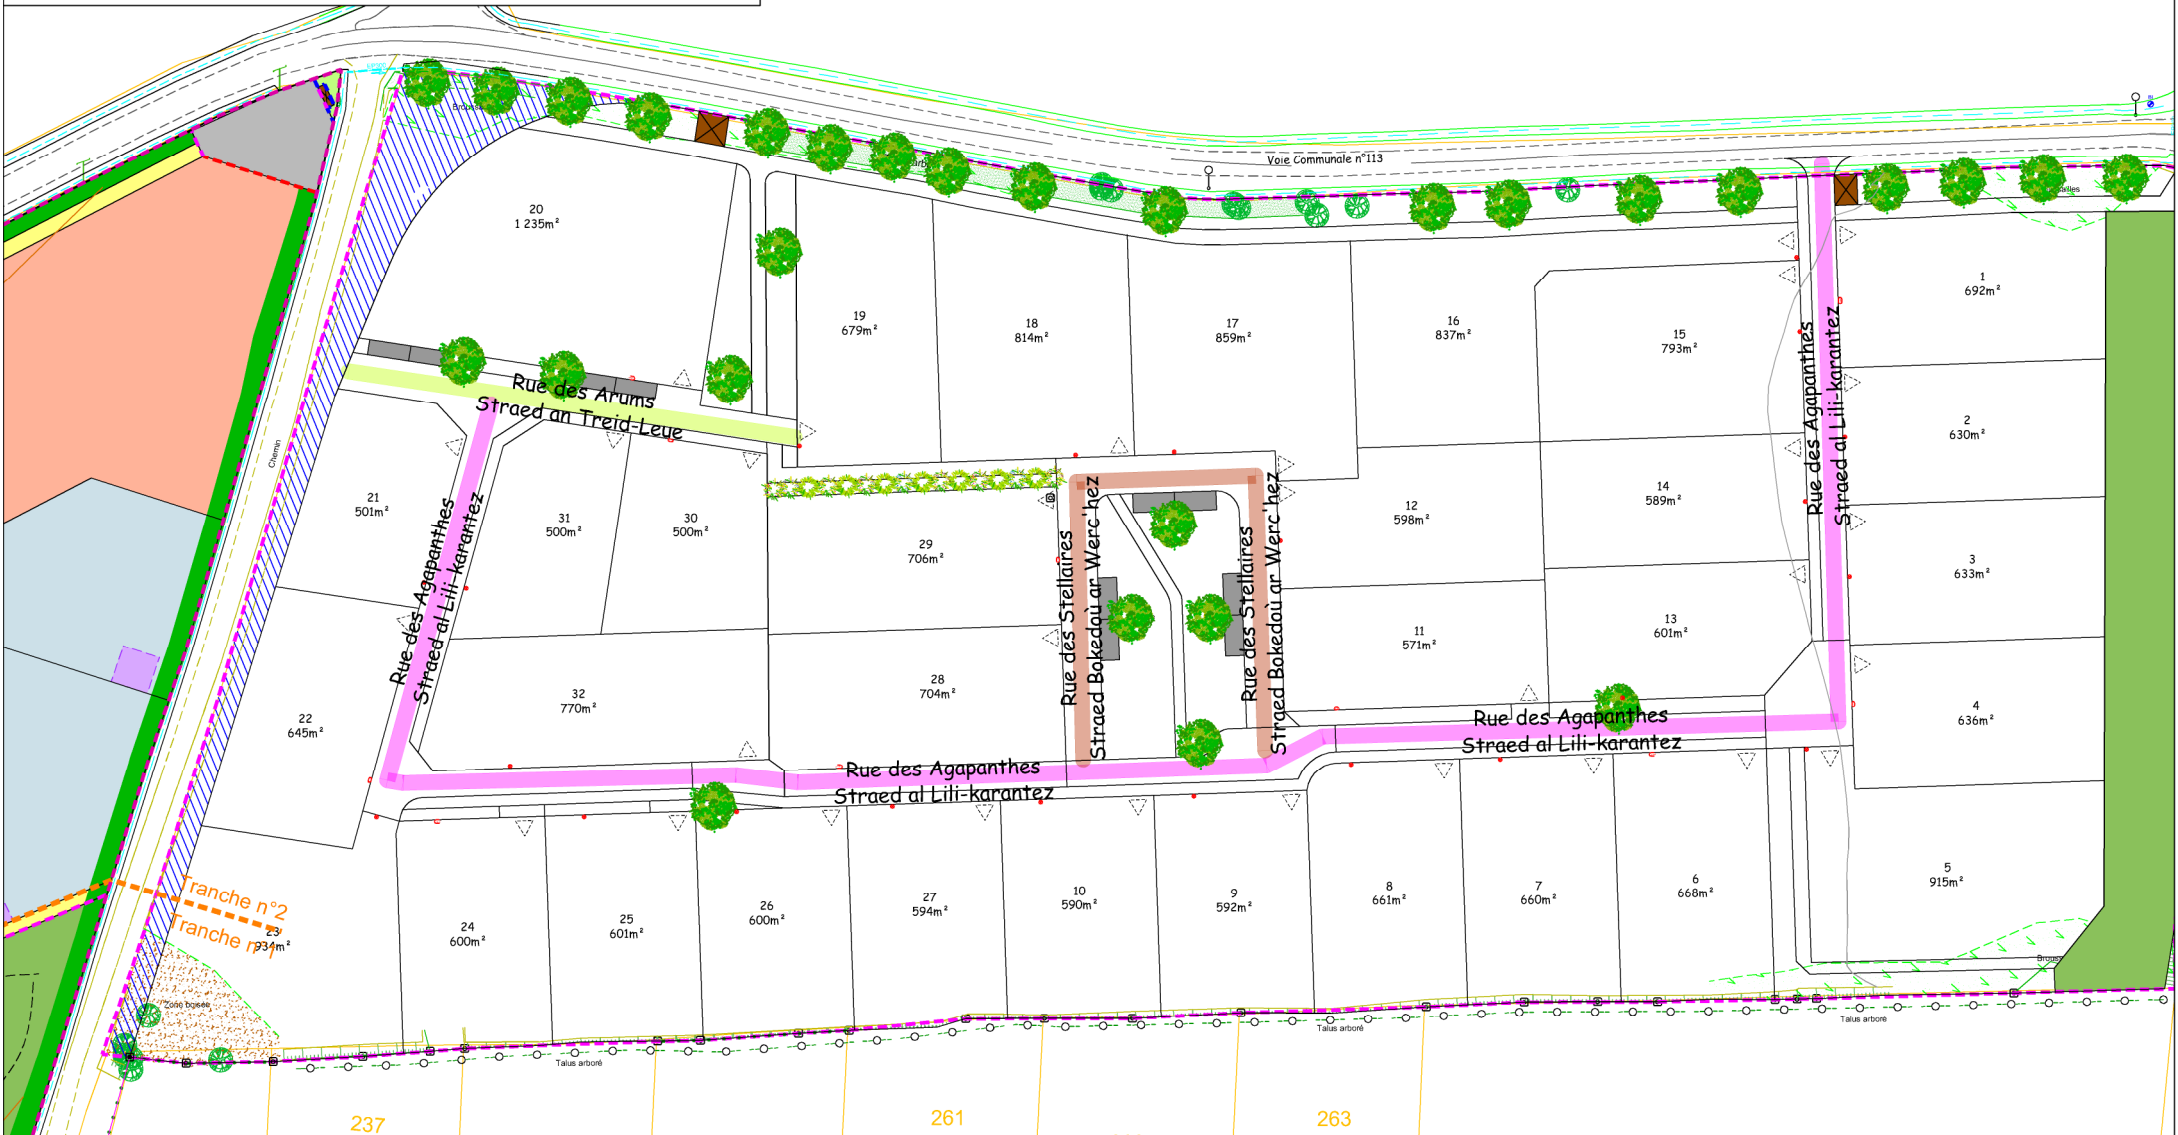 Voie Communale n°113
20
1 235m²
19
679m²
18
814m²
17
859m²
16
837m²
15
793m²
1
692m²
2
630m²
3
633m²
4
636m²
5
915m²
Rue des Arums
Straed an Treid-Leue
Rue des Agapanthes
Straed al Lili-karantez
Chemin
21
501m²
31
500m²
30
500m²
29
706m²
12
598m²
14
589m²
Rue des Agapanthes
Straed al Lili-karantez
Rue des Stellaires
Straed Bokedoù ar Werc'hez
Rue des Stellaires
Straed Bokedoù ar Werc'hez
22
645m²
32
770m²
28
704m²
11
571m²
13
601m²
Rue des Agapanthes
Straed al Lili-karantez
Rue des Agapanthes
Straed al Lili-karantez
Tranche n°2
Tranche n°1
23
934m²
24
600m²
25
601m²
26
600m²
27
594m²
10
590m²
9
592m²
8
661m²
7
660m²
6
668m²
Zone boisée
Talus arboré
Talus arboré
Talus arboré
237
261
263